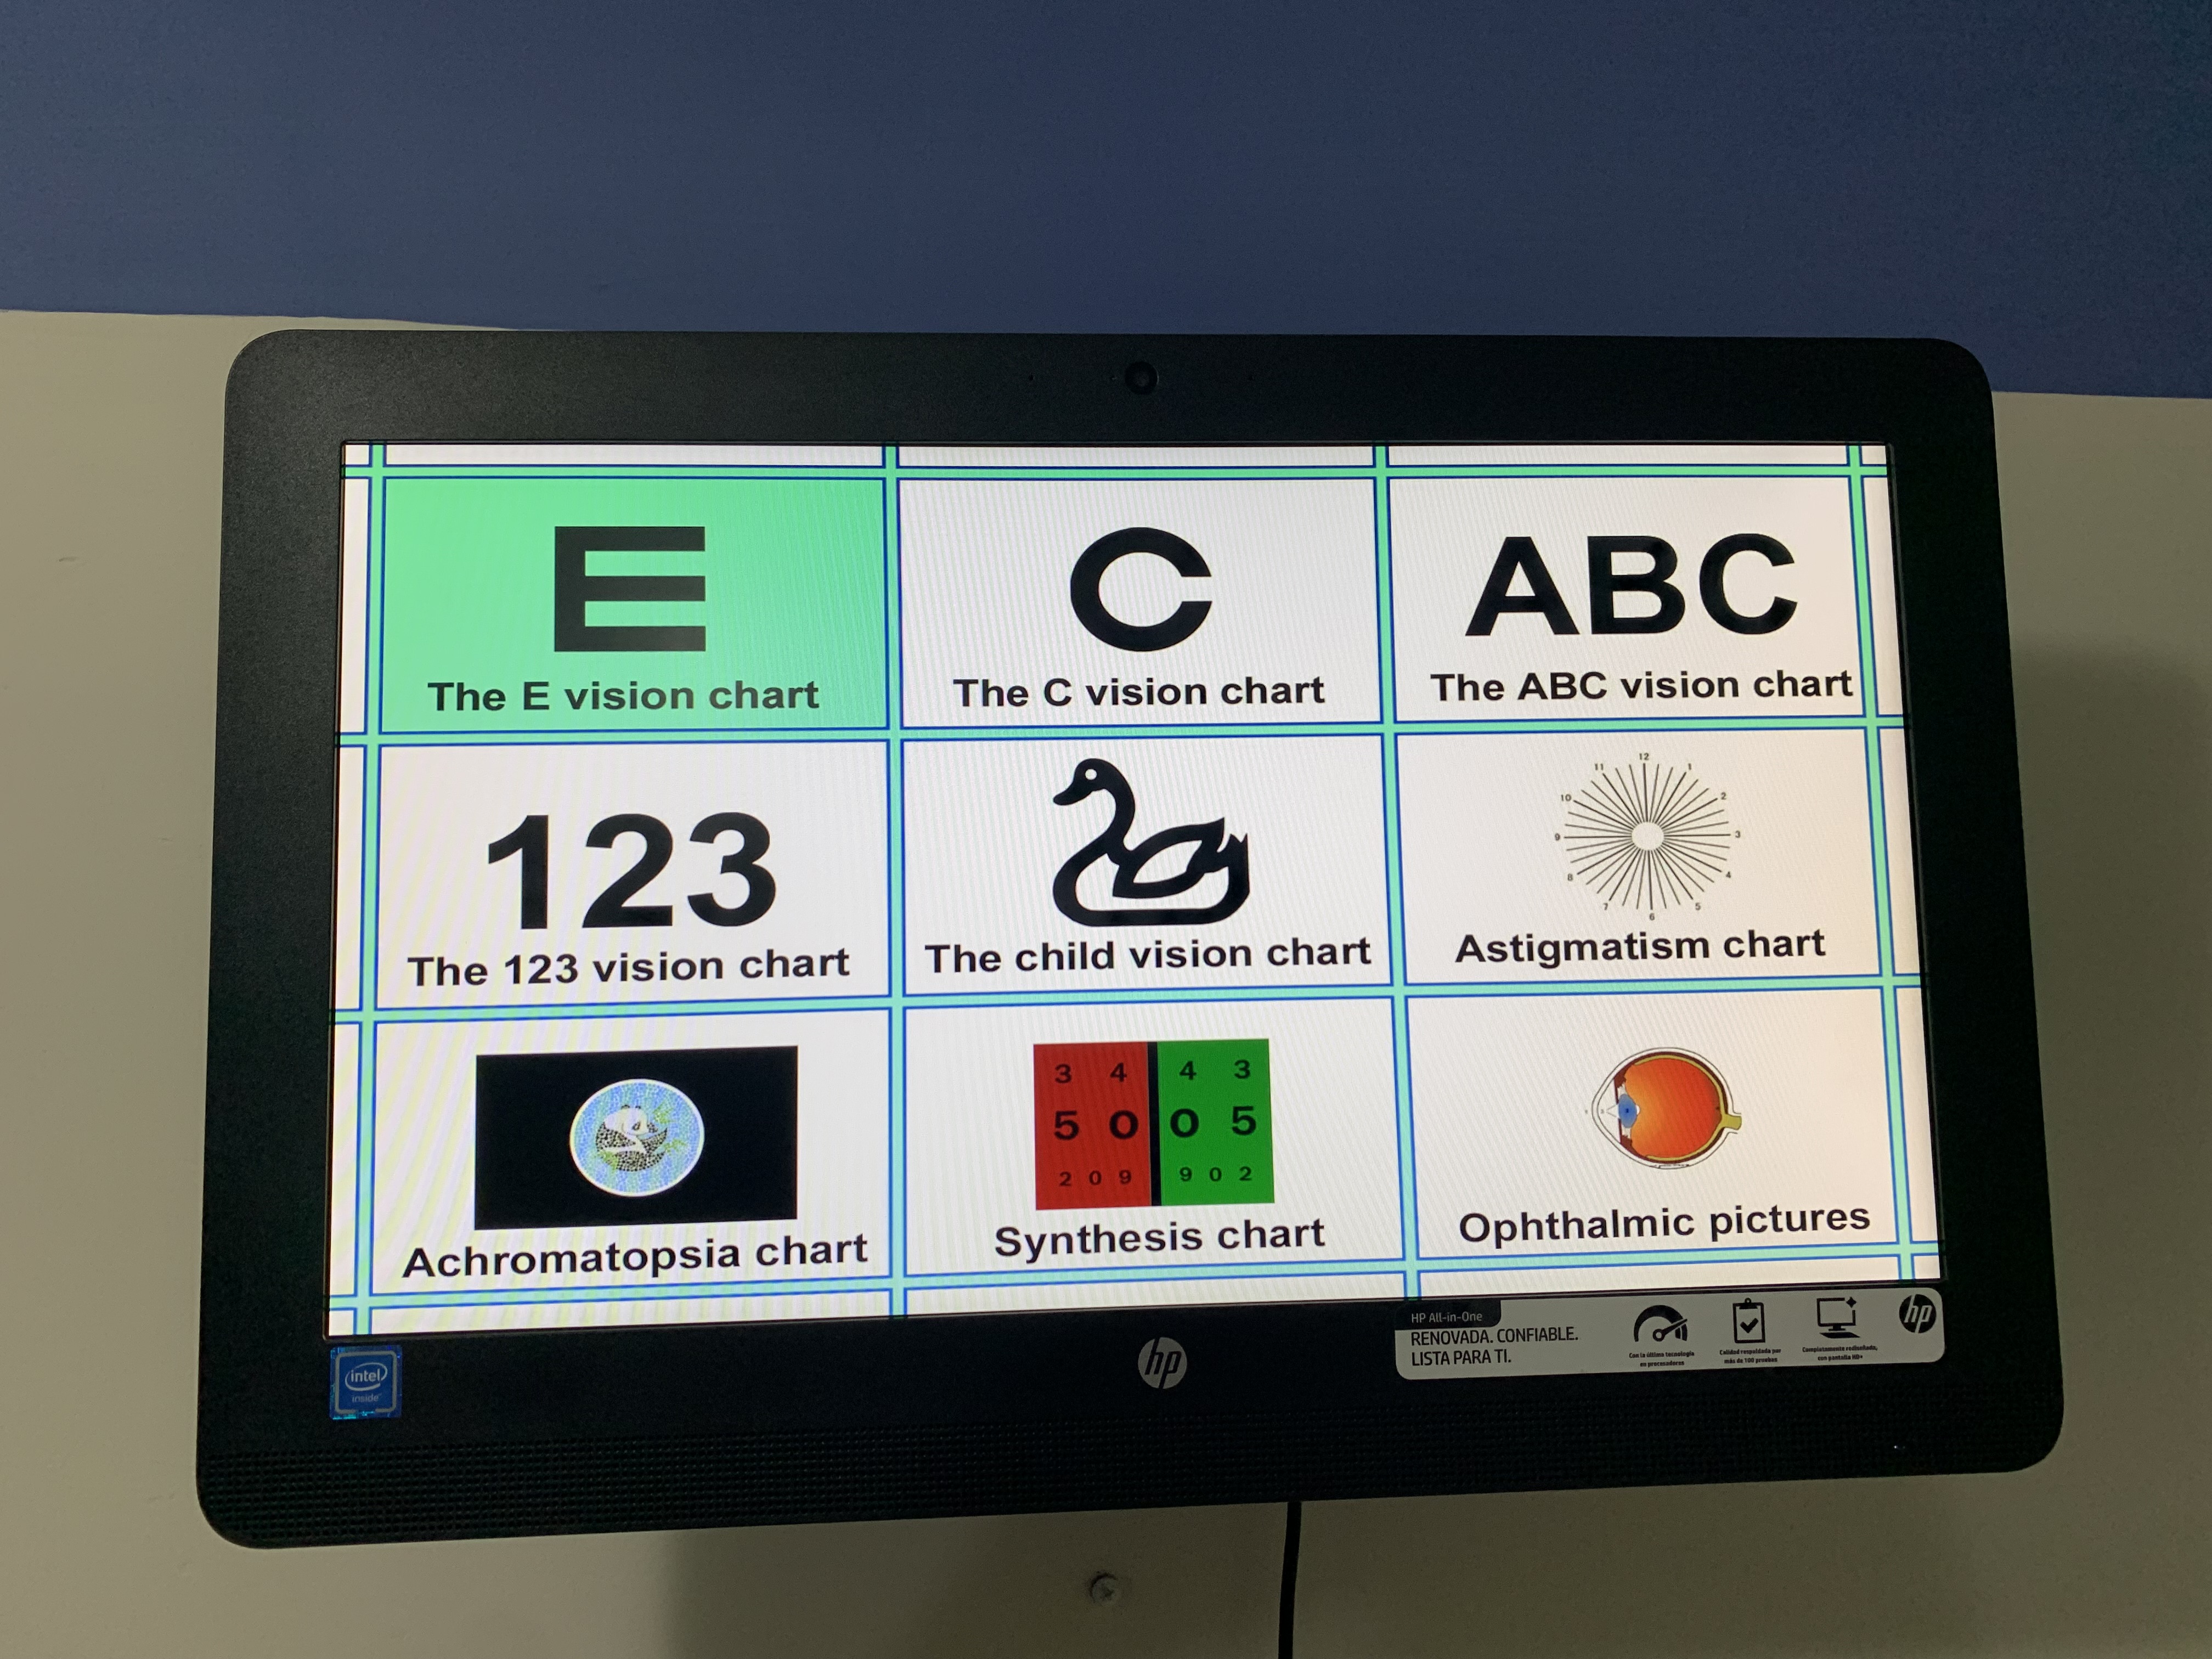 E
The E vision chart
C
The C vision chart
ABC
The ABC vision chart
123
The 123 vision chart
The child vision chart
12
11 1
10 2
9 3
8 4
7 5
6
Astigmatism chart
Achromatopsia chart
3 4 4 3
5 0 0 5
2 0 9 9 0 2
Synthesis chart
Ophthalmic pictures
intel
inside
hp
HP All-in-One
RENOVADA. CONFIABLE.
LISTA PARA TI.
Con la última tecnología
en procesadores
Calidad respaldada por
más de 100 pruebas
Completamente rediseñado,
con pantalla HD+
hp